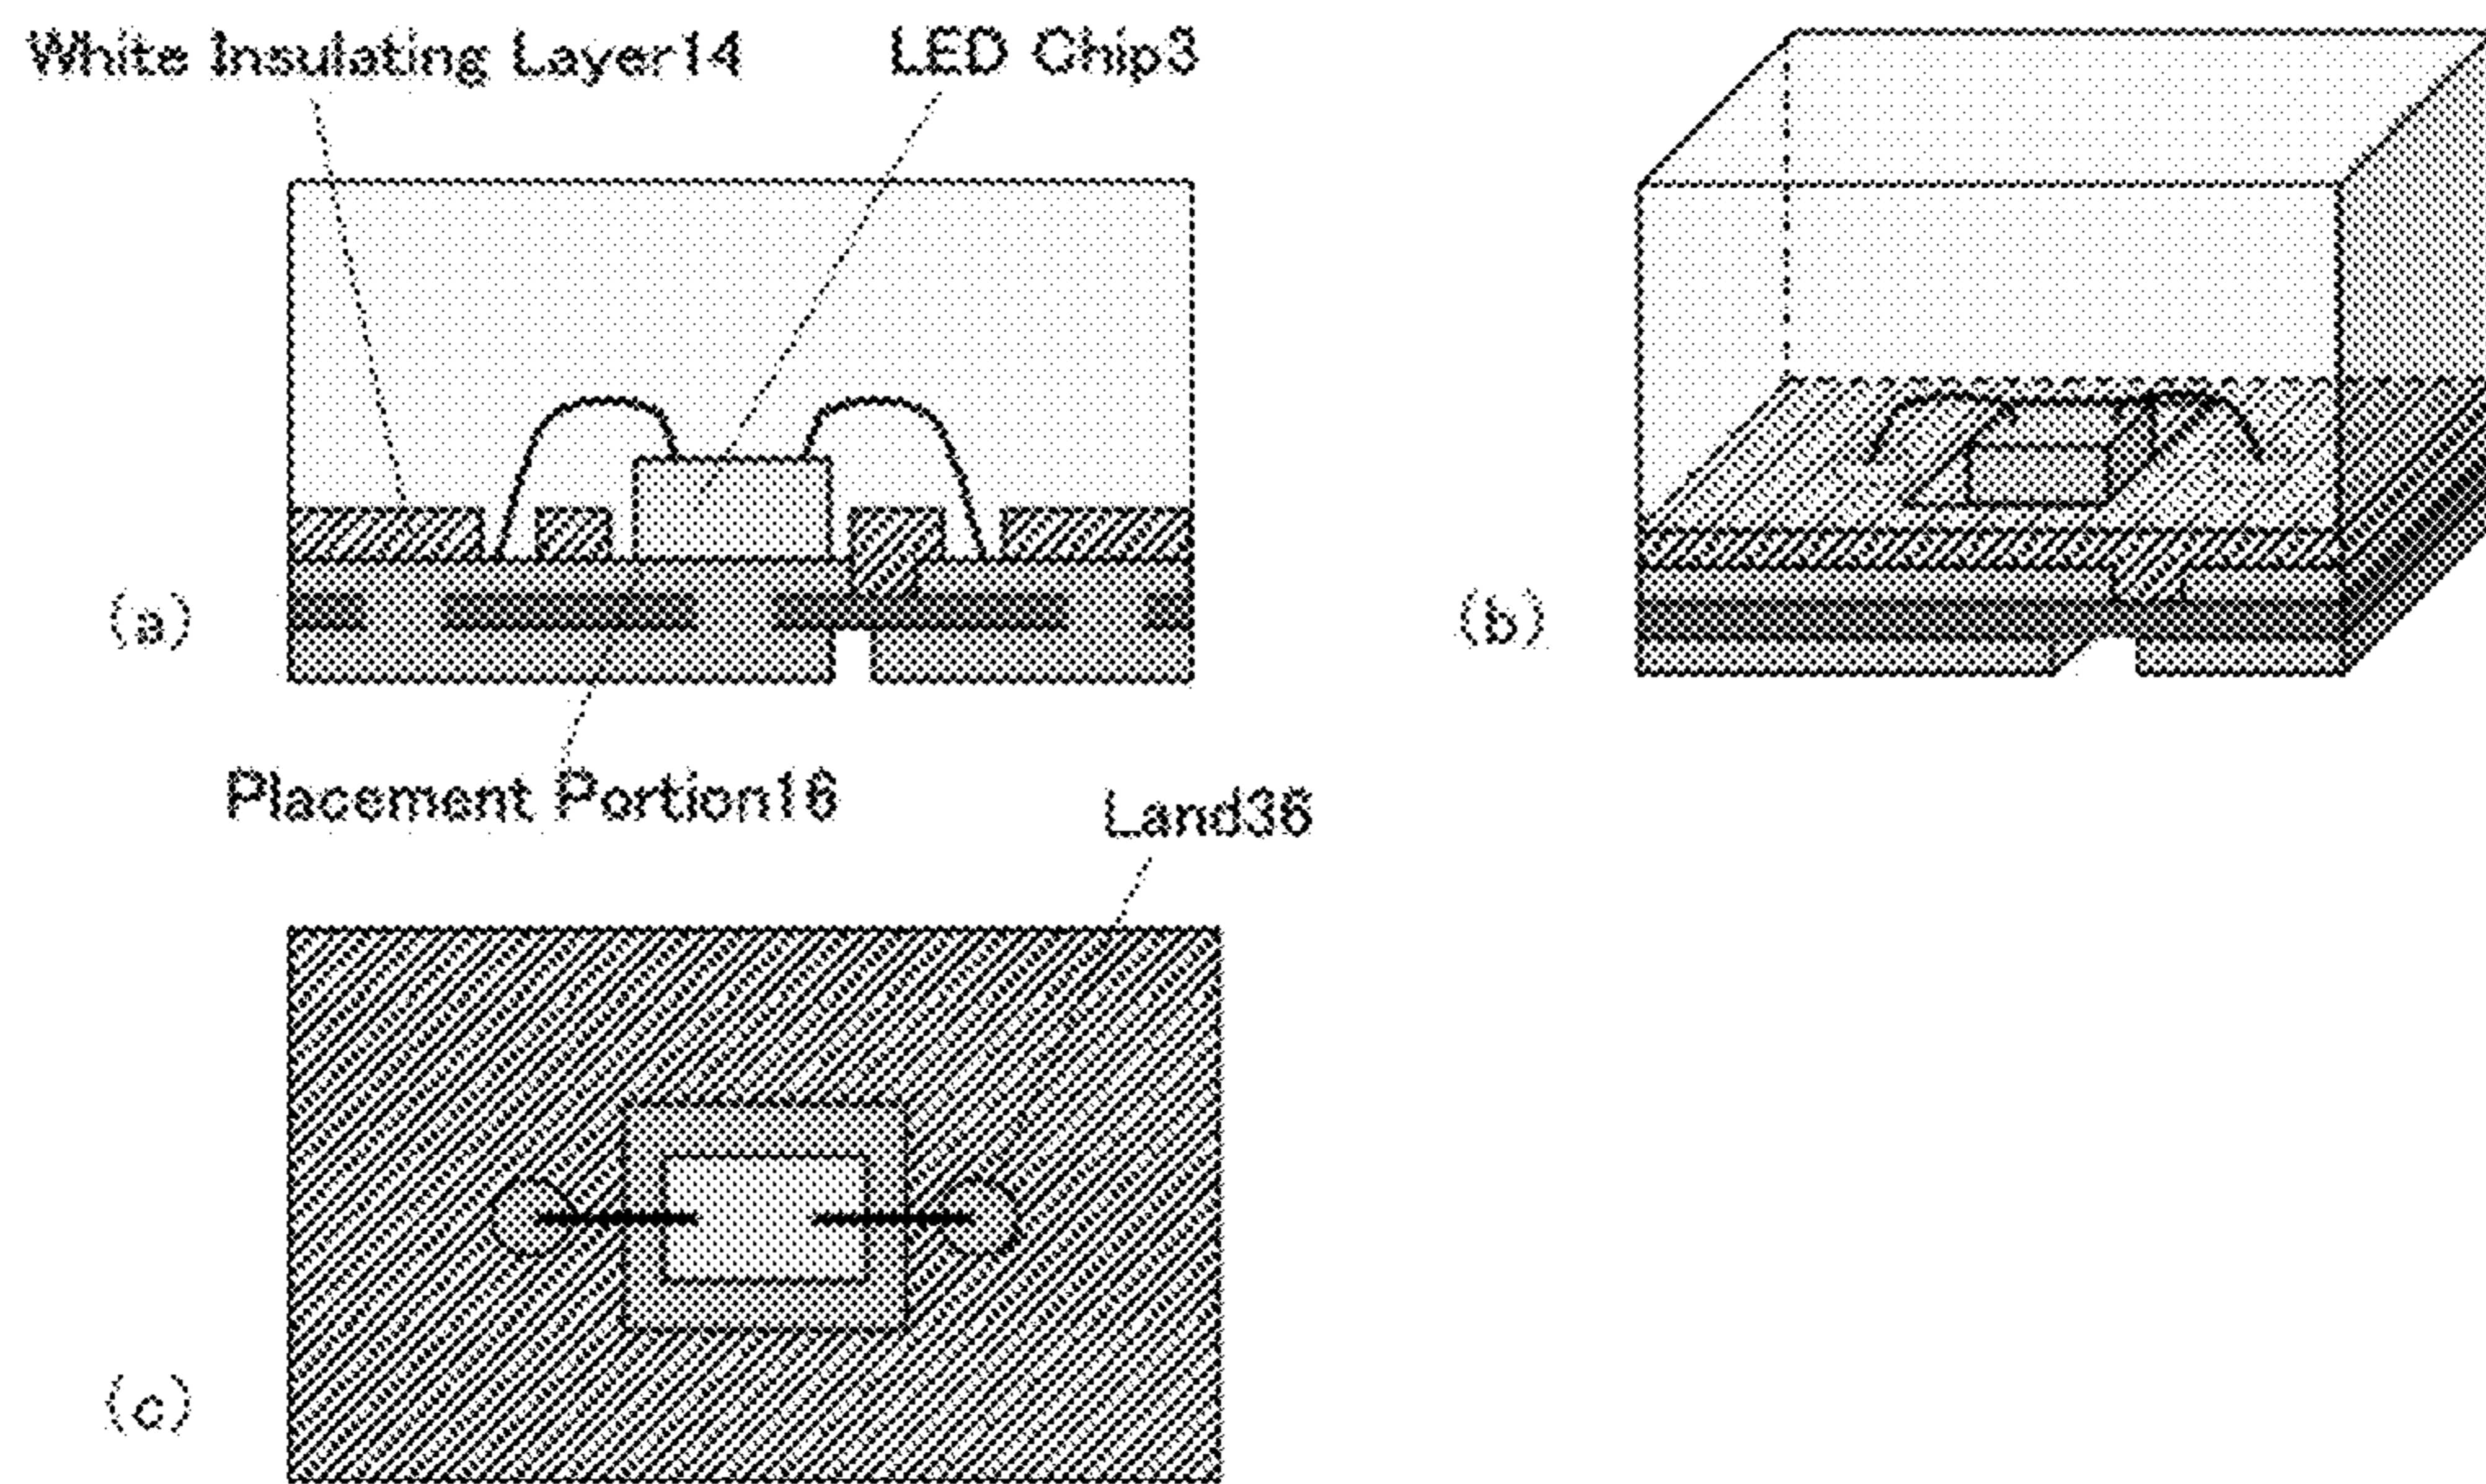 White Insulating Layer14
LED Chip3
(a)
(b)
Placement Portion16
Land36
(c)